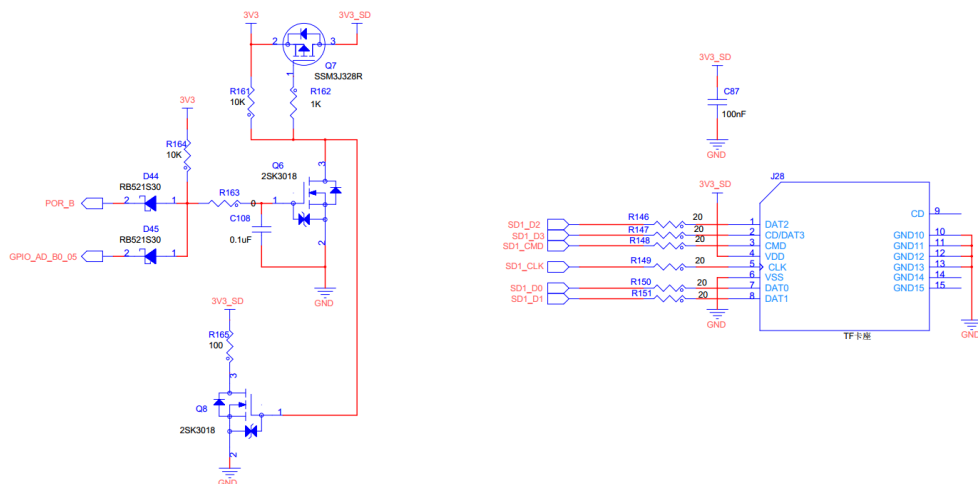 3V3
3V3_SD
2
3
Q7
SSM3J328R
1
R161
10K
R162
1K
3V3
R164
10K
D44
RB521S30
POR_B
2
1
R163
0
C108
0.1uF
Q6
2SK3018
3
1
2
GND
D45
RB521S30
GPIO_AD_B0_05
2
1
3V3_SD
R165
100
3
Q8
1
2SK3018
2
GND
3V3_SD
C87
100nF
GND
3V3_SD
J28
CD
9
SD1_D2
R146
20
1
DAT2
SD1_D3
R147
20
2
CD/DAT3
GND10
10
SD1_CMD
R148
20
3
CMD
GND11
11
4
VDD
GND12
12
SD1_CLK
R149
20
5
CLK
GND13
13
6
VSS
GND14
14
SD1_D0
R150
20
7
DAT0
GND15
15
SD1_D1
R151
20
8
DAT1
GND
GND
TF卡座